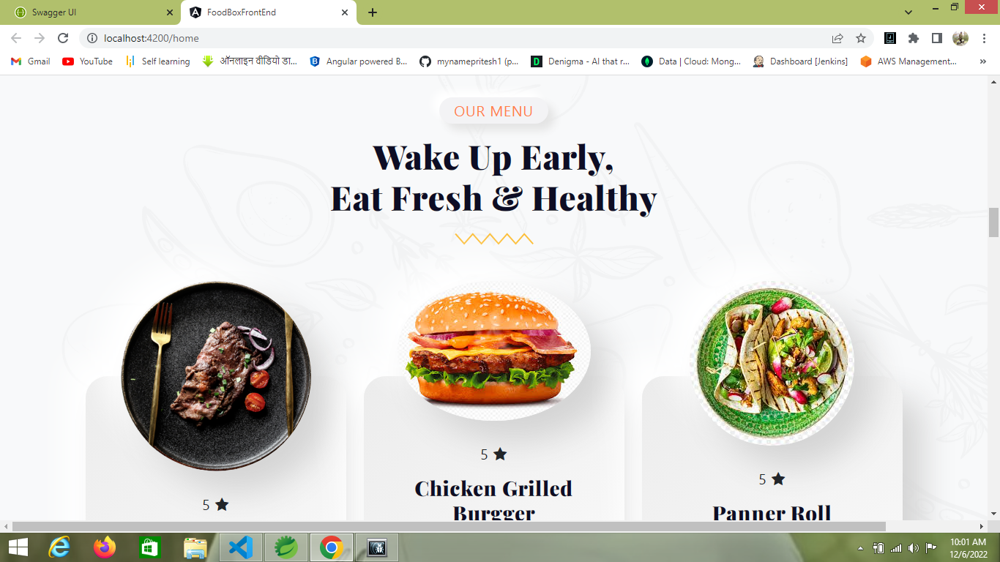 Swagger UI
FoodBoxFrontEnd
localhost:4200/home
Gmail
YouTube
Self learning
ऑनलाइन वीडियो डा...
Angular powered B...
mynamepritesh1 (p...
Denigma - AI that r...
Data | Cloud: Mong...
Dashboard [Jenkins]
AWS Management...
»
OUR MENU
Wake Up Early,
Eat Fresh & Healthy
5
Chicken Grilled
Burgger
5
Panner Roll
5
10:01 AM
12/6/2022